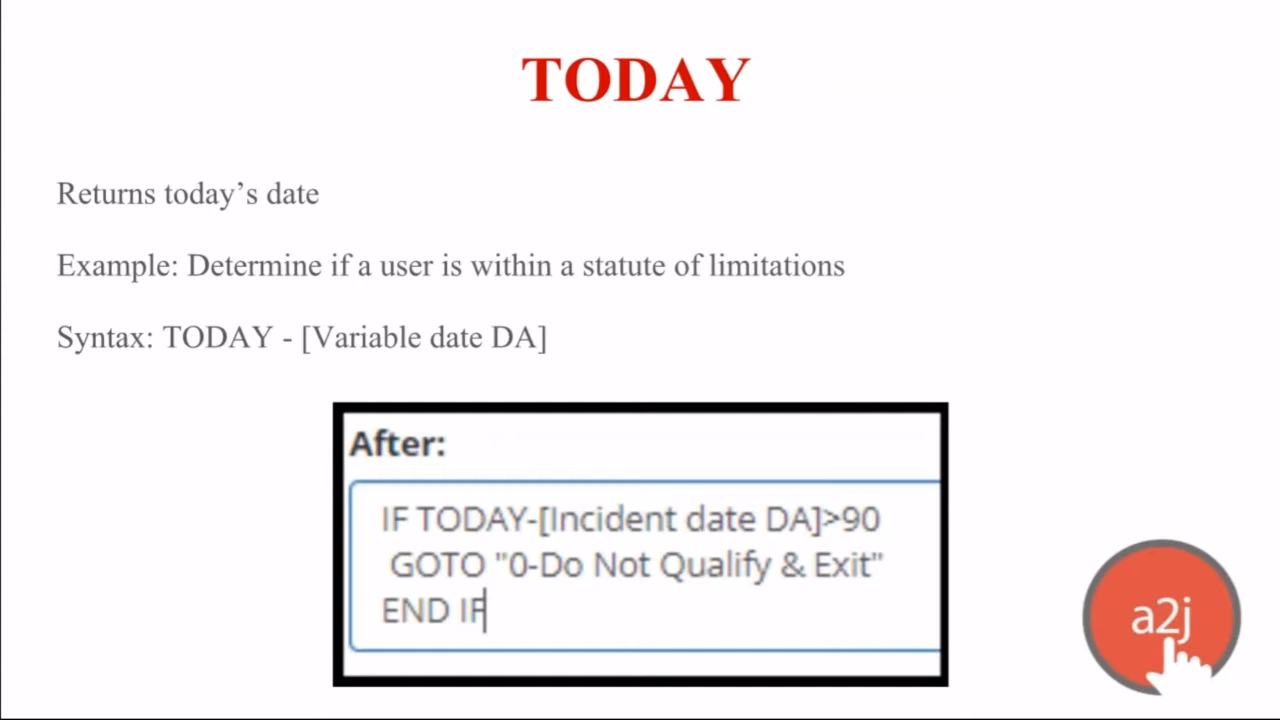 TODAY
Returns today’s date
Example: Determine if a user is within a statute of limitations
Syntax: TODAY - [Variable date DA]
After:
IF TODAY-[Incident date DA]>90
GOTO "0-Do Not Qualify & Exit"
END IF
a2j